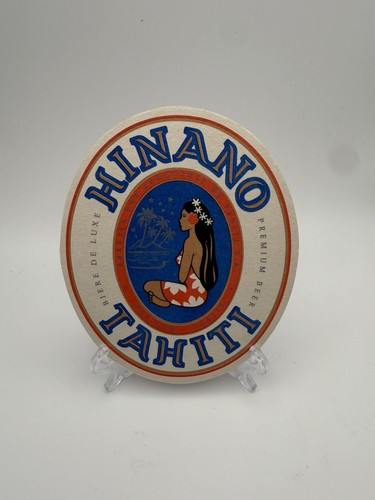 HINANO
BIERE DE LUXE
PREMIUM BEER
TAHITI